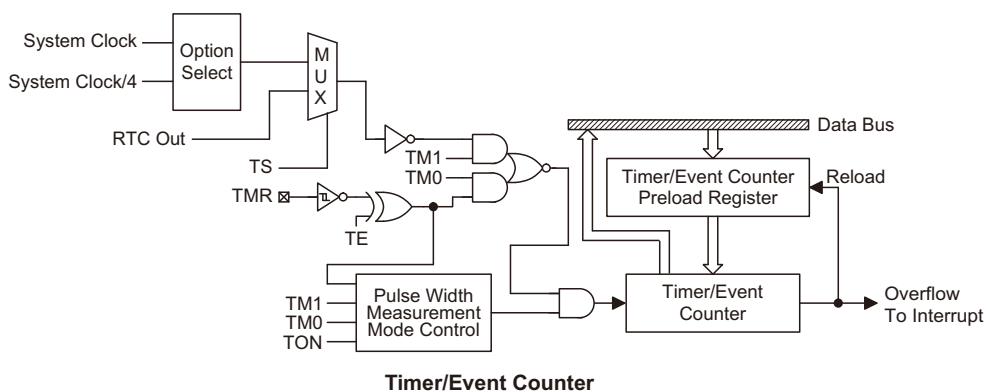 System Clock
System Clock/4
Option
Select
M
U
X
RTC Out
TS
TM1
TM0
TMR
TE
Data Bus
Timer/Event Counter
Preload Register
Reload
TM1
TM0
TON
Pulse Width
Measurement
Mode Control
Timer/Event
Counter
Overflow
To Interrupt
Timer/Event Counter